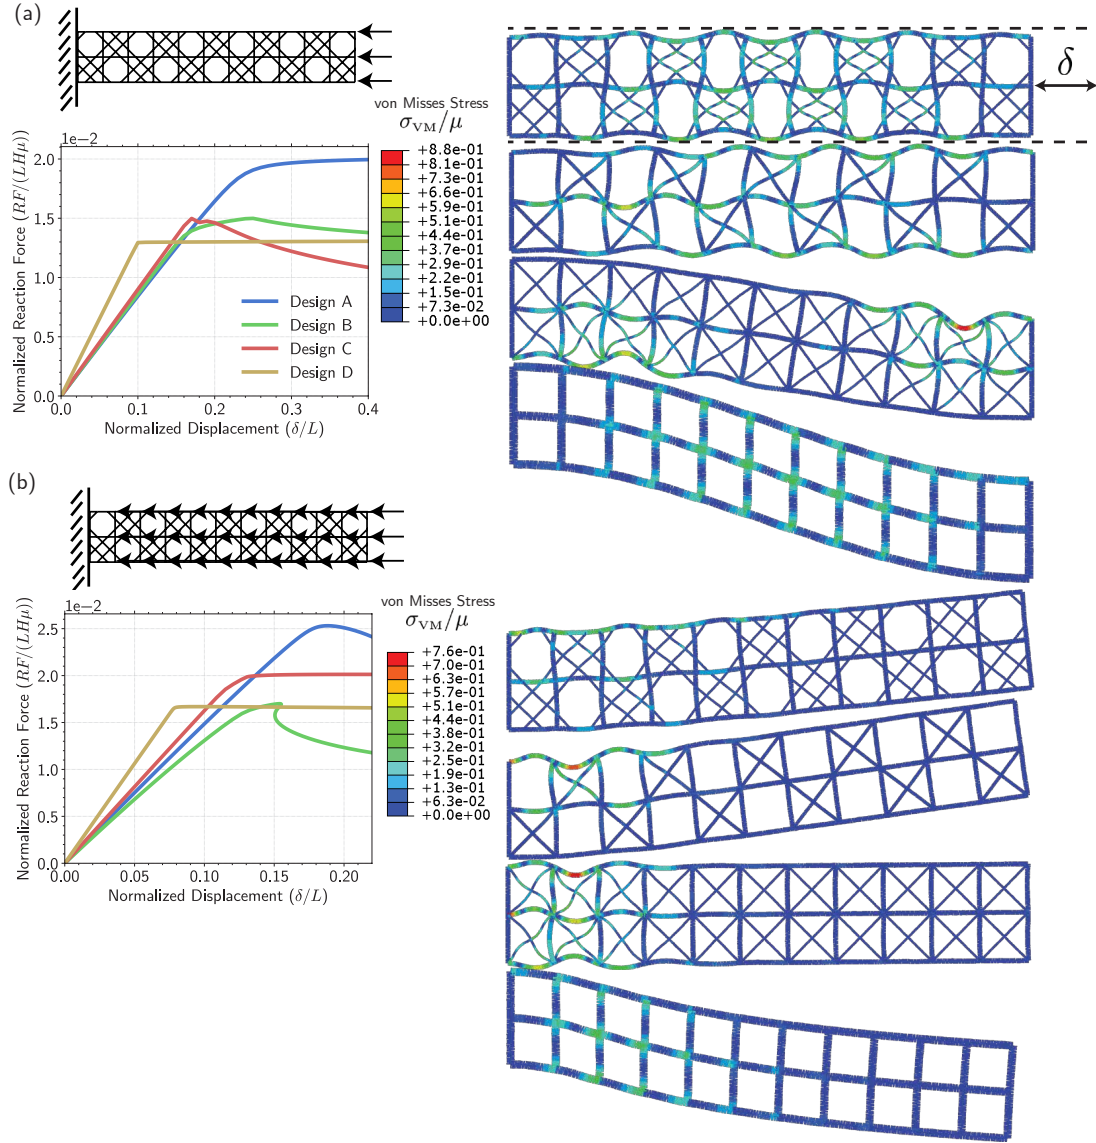 (a)
δ
von Misses Stress
σ_VM/μ
+8.8e-01
+8.1e-01
+7.3e-01
+6.6e-01
+5.9e-01
+5.1e-01
+4.4e-01
+3.7e-01
+2.9e-01
+2.2e-01
+1.5e-01
+7.3e-02
+0.0e+00
1e−2
Normalized Reaction Force (RF/(LHμ))
2.0
1.5
1.0
0.5
0.0
Design A
Design B
Design C
Design D
0.0 0.1 0.2 0.3 0.4
Normalized Displacement (δ/L)
(b)
von Misses Stress
σ_VM/μ
+7.6e-01
+7.0e-01
+6.3e-01
+5.7e-01
+5.1e-01
+4.4e-01
+3.8e-01
+3.2e-01
+2.5e-01
+1.9e-01
+1.3e-01
+6.3e-02
+0.0e+00
1e−2
Normalized Reaction Force (RF/(LHμ))
2.5
2.0
1.5
1.0
0.5
0.0
0.00 0.05 0.10 0.15 0.20
Normalized Displacement (δ/L)